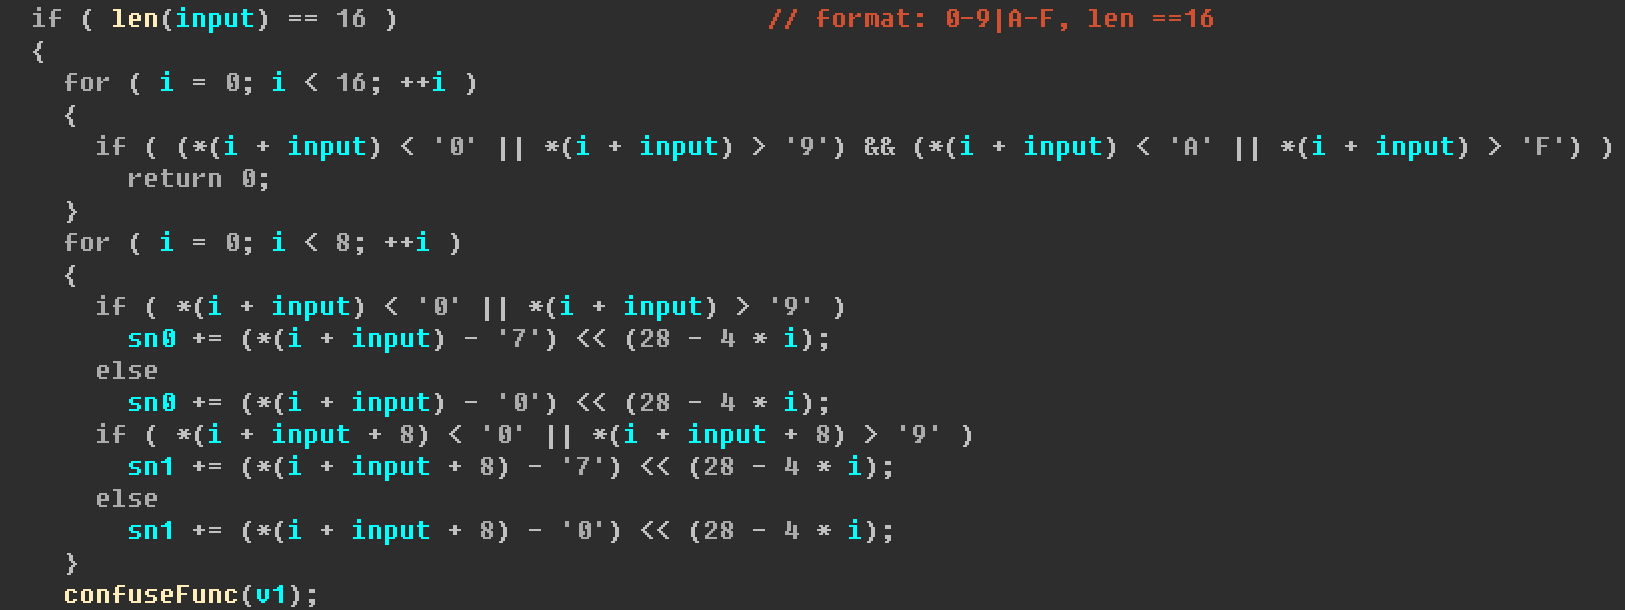 if ( len(input) == 16 ) // format: 0-9|A-F, len ==16
{
for ( i = 0; i < 16; ++i )
{
if ( (*(i + input) < '0' || *(i + input) > '9') && (*(i + input) < 'A' || *(i + input) > 'F') )
return 0;
}
for ( i = 0; i < 8; ++i )
{
if ( *(i + input) < '0' || *(i + input) > '9' )
sn0 += (*(i + input) - '7') << (28 - 4 * i);
else
sn0 += (*(i + input) - '0') << (28 - 4 * i);
if ( *(i + input + 8) < '0' || *(i + input + 8) > '9' )
sn1 += (*(i + input + 8) - '7') << (28 - 4 * i);
else
sn1 += (*(i + input + 8) - '0') << (28 - 4 * i);
}
confuseFunc(v1);